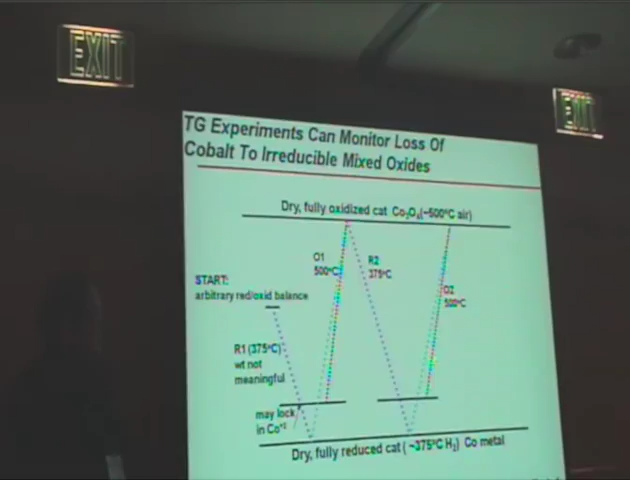 EXIT
EXIT
TG Experiments Can Monitor Loss Of
Cobalt To Irreducible Mixed Oxides
Dry, fully oxidized cat Co₃O₄(~500°C air)
O1
500°C
R2
375°C
START:
arbitrary red/oxid balance
O2
500°C
R1 (375°C)
wt not
meaningful
may lock
in Co⁺²
Dry, fully reduced cat ( ~375°C H₂) Co metal